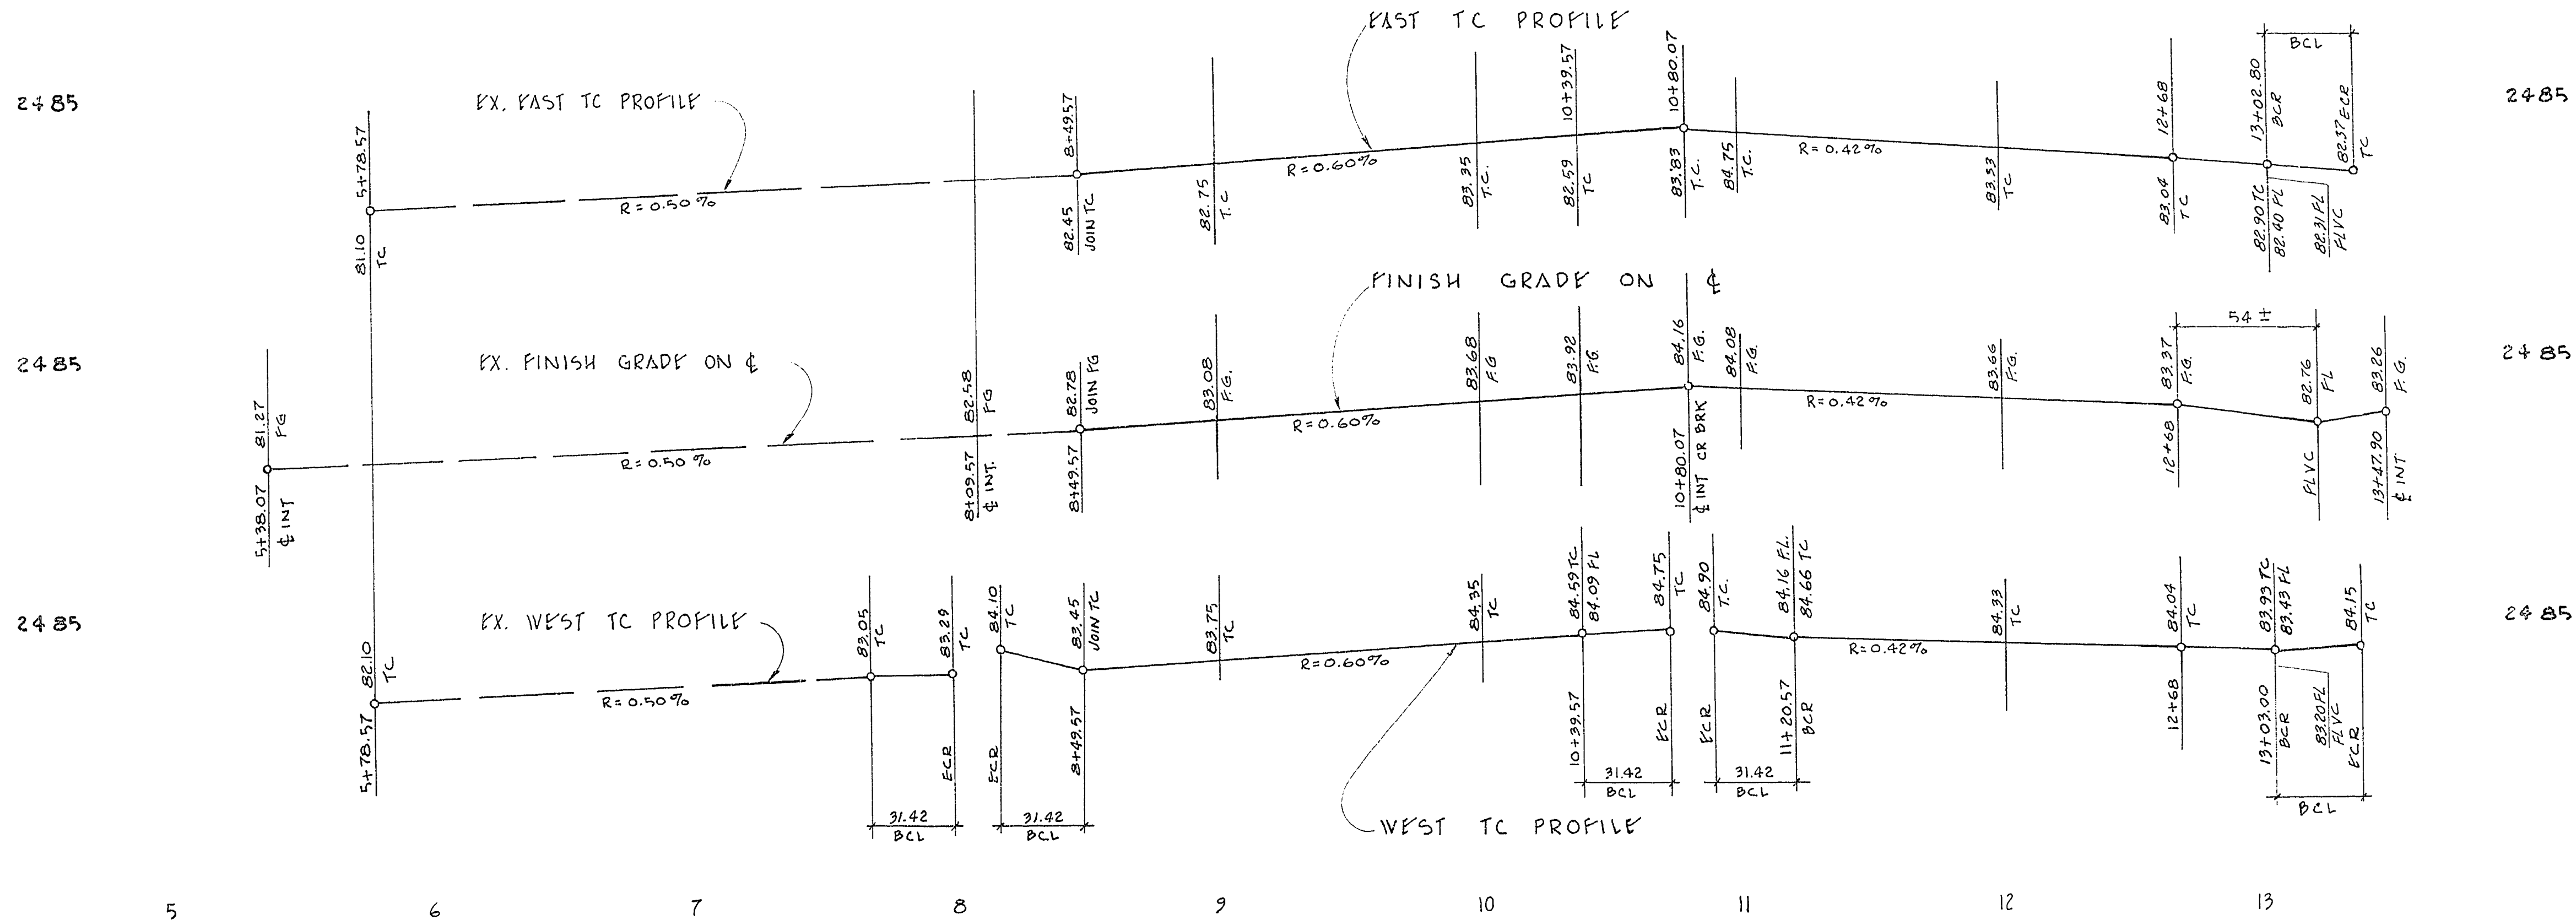 EAST TC PROFILE
BCL
2485
EX. EAST TC PROFILE
2485
5+78.57
81.10
TC
R=0.50%
8+49.57
82.45
JOIN TC
82.75
T.C
R=0.60%
83.35
T.C.
10+39.57
82.59
TC
10+80.07
83.83
T.C.
84.75
T.C.
R=0.42%
83.53
TC
12+68
83.04
TC
13+02.80
BCR
82.90 TC
82.40 FL
82.31 FL
FLVC
82.37 ECR
TC
FINISH GRADE ON ℄
2485
EX. FINISH GRADE ON ℄
2485
81.27
FG
5+38.07
℄ INT
R=0.50%
82.58
FG
8+09.57
℄ INT.
82.78
JOIN FG
8+49.57
83.08
F.G.
R=0.60%
83.68
F.G
83.92
F.G.
84.16
F.G.
10+80.07
℄ INT GR BRK
84.08
F.G.
R=0.42%
83.66
F.G.
54 ±
83.37
F.G.
12+68
82.76
FL
FLVC
83.26
F.G.
13+47.90
℄ INT
2485
EX. WEST TC PROFILE
2485
82.10
TC
5+78.57
R=0.50%
83.05
TC
83.29
TC
ECR
31.42
BCL
84.10
TC
ECR
83.45
JOIN TC
8+49.57
31.42
BCL
83.75
TC
R=0.60%
84.35
TC
84.59 TC
84.09 FL
10+39.57
84.75
TC
ECR
31.42
BCL
84.90
T.C.
ECR
84.16 F.L.
84.66 TC
11+20.57
BCR
31.42
BCL
R=0.42%
84.33
TC
84.04
TC
12+68
83.93 TC
83.43 FL
13+03.00
BCR
83.20 FL
FLVC
84.15
TC
ECR
BCL
WEST TC PROFILE
5 6 7 8 9 10 11 12 13